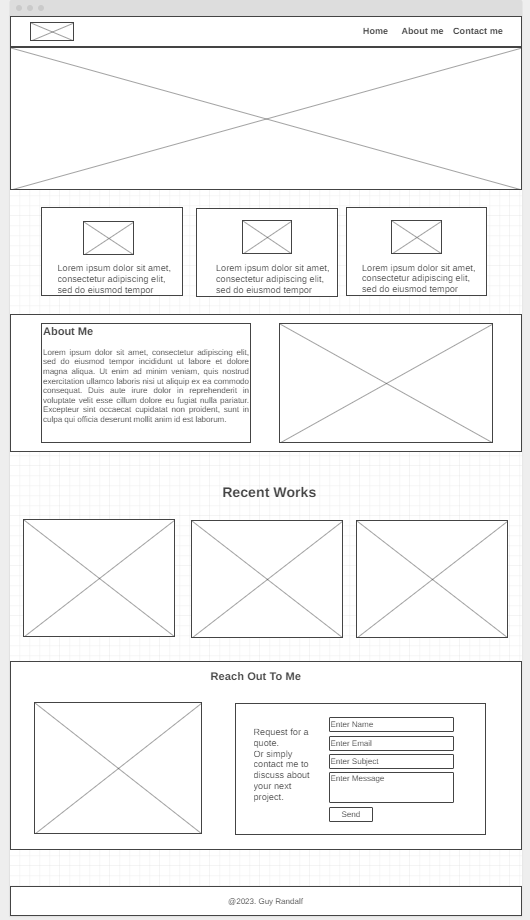 Home About me Contact me
Lorem ipsum dolor sit amet,
consectetur adipiscing elit,
sed do eiusmod tempor
Lorem ipsum dolor sit amet,
consectetur adipiscing elit,
sed do eiusmod tempor
Lorem ipsum dolor sit amet,
consectetur adipiscing elit,
sed do eiusmod tempor
About Me
Lorem ipsum dolor sit amet, consectetur adipiscing elit,
sed do eiusmod tempor incididunt ut labore et dolore
magna aliqua. Ut enim ad minim veniam, quis nostrud
exercitation ullamco laboris nisi ut aliquip ex ea commodo
consequat. Duis aute irure dolor in reprehenderit in
voluptate velit esse cillum dolore eu fugiat nulla pariatur.
Excepteur sint occaecat cupidatat non proident, sunt in
culpa qui officia deserunt mollit anim id est laborum.
Recent Works
Reach Out To Me
Request for a
quote.
Or simply
contact me to
discuss about
your next
project.
Enter Name
Enter Email
Enter Subject
Enter Message
Send
@2023. Guy Randalf